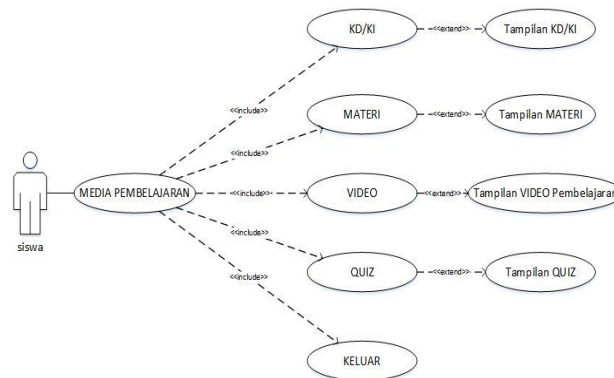 KD/KI
<<extend>>
Tampilan KD/KI
<<include>>
MATERI
<<extend>>
Tampilan MATERI
<<include>>
siswa
MEDIA PEMBELAJARAN
<<include>>
VIDEO
<<extend>>
Tampilan VIDEO Pembelajaran
<<include>>
QUIZ
<<extend>>
Tampilan QUIZ
<<include>>
KELUAR